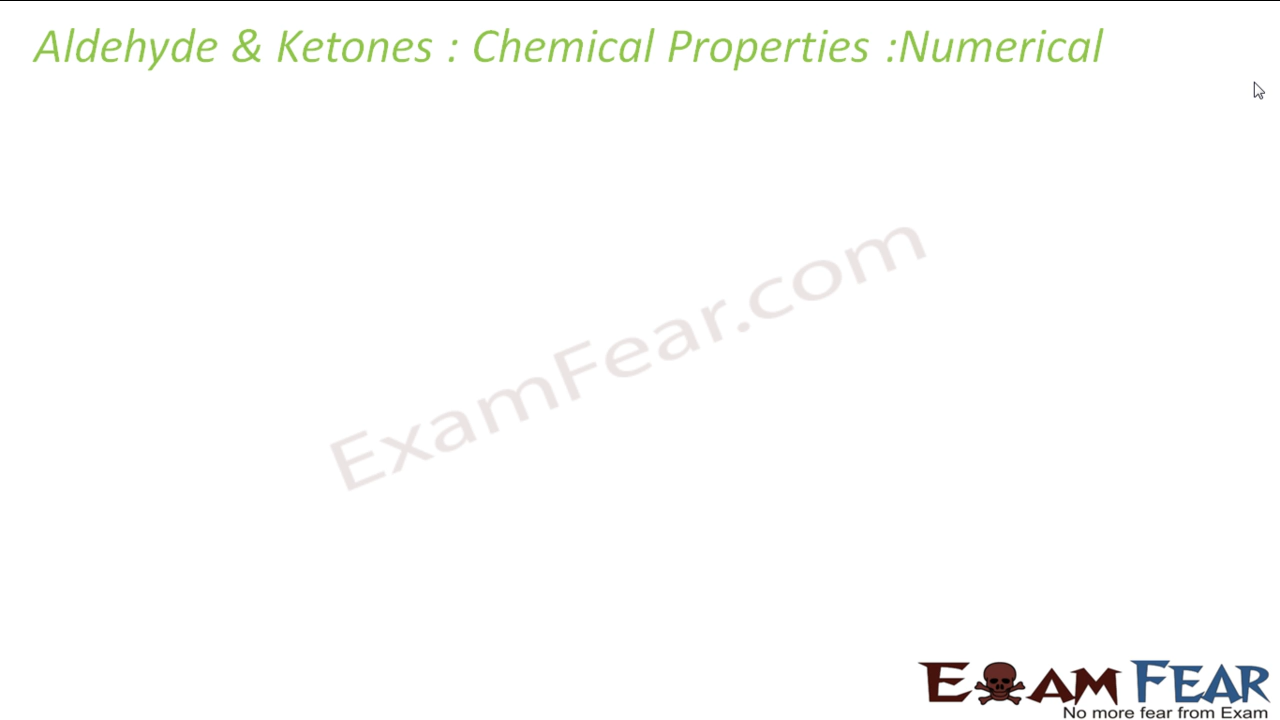 Aldehyde & Ketones : Chemical Properties :Numerical
ExamFear.com
EXAM FEAR
No more fear from Exam